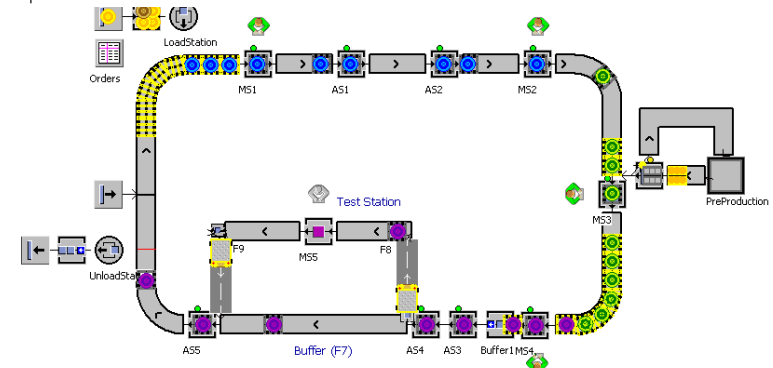 LoadStation
Orders
MS1
AS1
AS2
MS2
PreProduction
MS3
Test Station
F9
MS5
F8
UnloadSta
AS5
Buffer (F7)
AS4
AS3
Buffer1
MS4